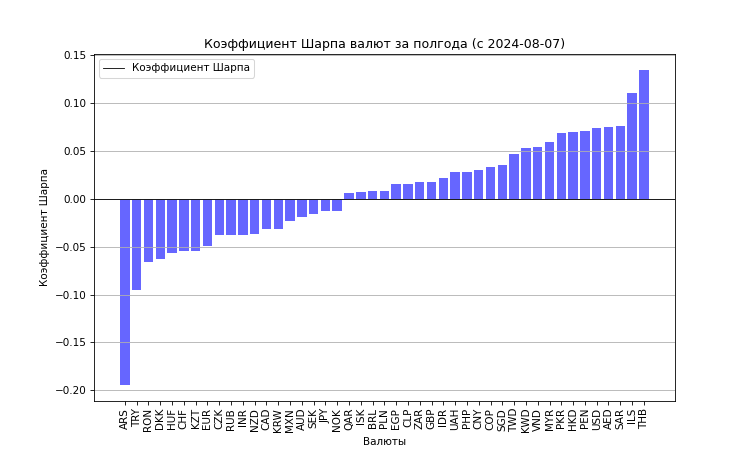 Коэффициент Шарпа валют за полгода (с 2024-08-07)
Коэффициент Шарпа
0.15
0.10
0.05
0.00
−0.05
−0.10
−0.15
−0.20
Коэффициент Шарпа
ARS TRY RON DKK HUF CHF KZT EUR CZK RUB INR NZD CAD KRW MXN AUD SEK JPY NOK QAR ISK BRL PLN EGP CLP ZAR GBP IDR UAH PHP CNY COP SGD TWD KWD VND MYR PKR HKD PEN USD AED SAR ILS THB
Валюты